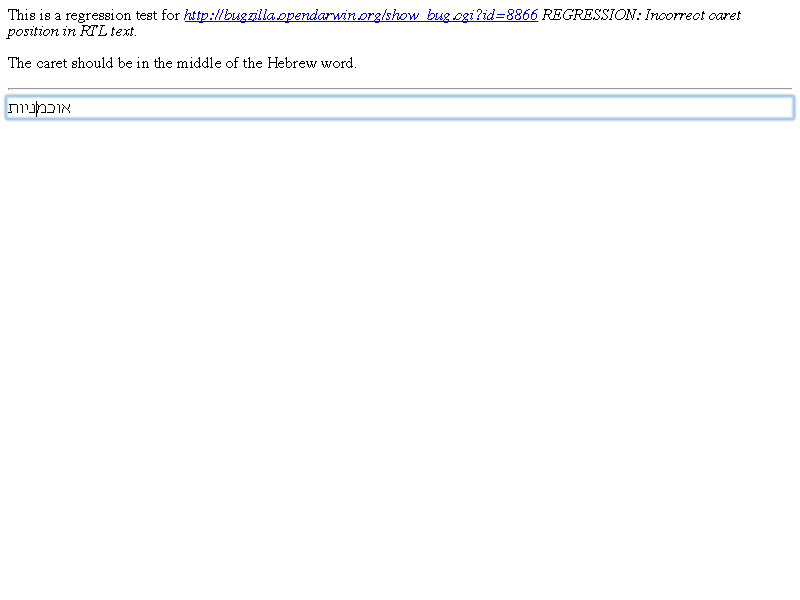 This is a regression test for http://bugzilla.opendarwin.org/show_bug.cgi?id=8866 REGRESSION: Incorrect caret
position in RTL text.
The caret should be in the middle of the Hebrew word.
אוכמניות